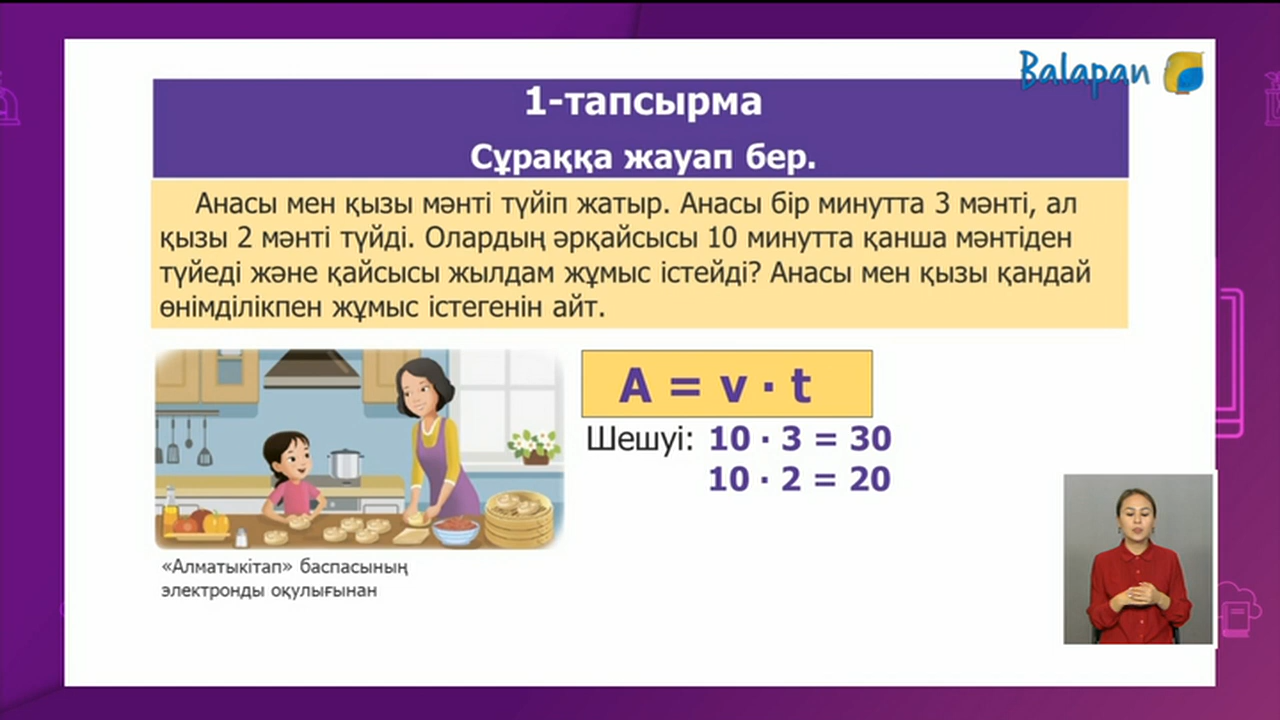 Balapan
1-тапсырма
Сұраққа жауап бер.
Анасы мен қызы мәнті түйіп жатыр. Анасы бір минутта 3 мәнті, ал
қызы 2 мәнті түйді. Олардың әрқайсысы 10 минутта қанша мәнтіден
түйеді және қайсысы жылдам жұмыс істейді? Анасы мен қызы қандай
өнімділікпен жұмыс істегенін айт.
A = v · t
Шешуі: 10 · 3 = 30
10 · 2 = 20
«Алматыкітап» баспасының
электронды оқулығынан